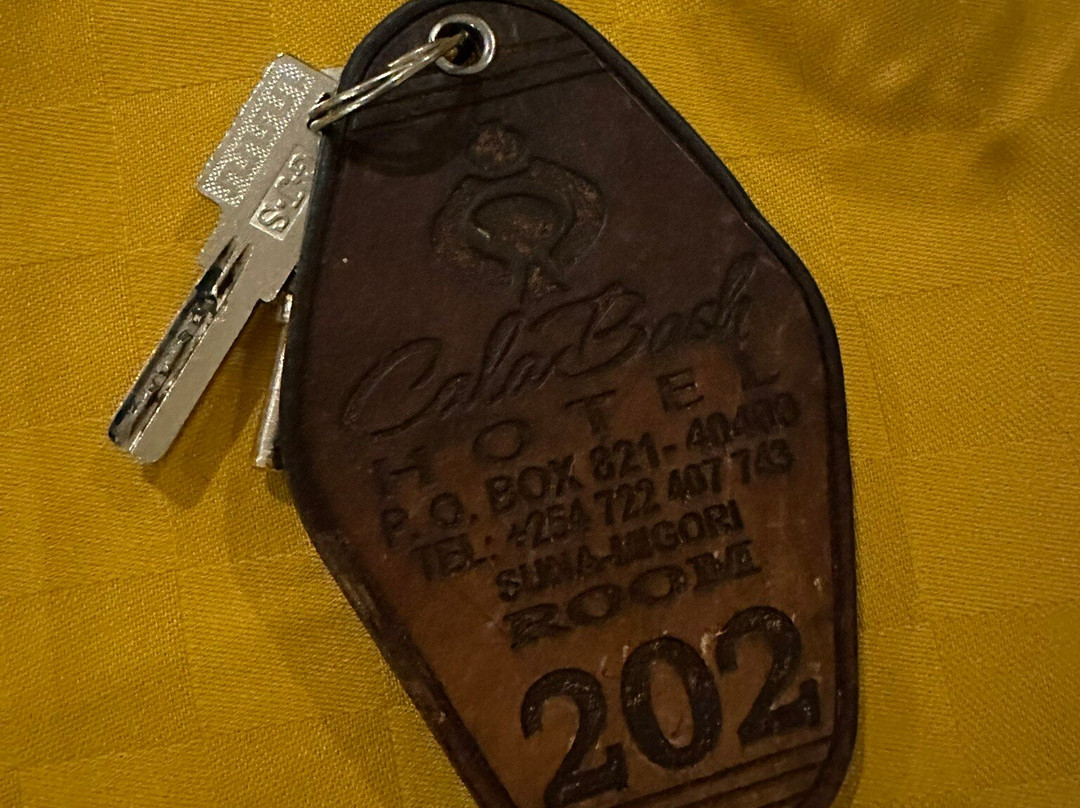 CalaBash
HOTEL
P.O. BOX 821-40400
TEL: +254 722 407 743
SUNA-MIGORI
ROOM
202